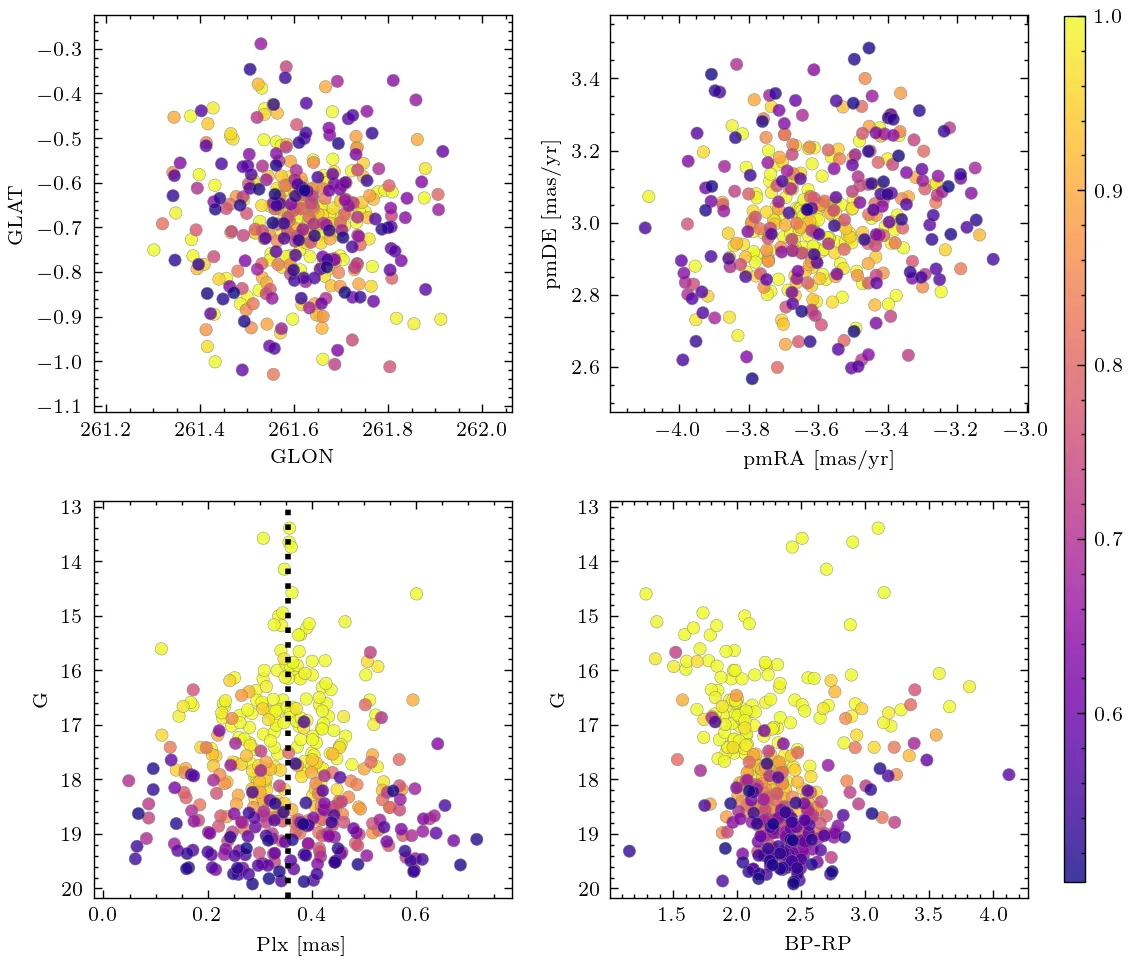 −0.3
−0.4
−0.5
−0.6
−0.7
−0.8
−0.9
−1.0
−1.1
GLAT
261.2 261.4 261.6 261.8 262.0
GLON
3.4
3.2
3.0
2.8
2.6
pmDE [mas/yr]
−4.0 −3.8 −3.6 −3.4 −3.2 −3.0
pmRA [mas/yr]
1.0
0.9
0.8
0.7
0.6
13
14
15
16
17
18
19
20
G
0.0 0.2 0.4 0.6
Plx [mas]
13
14
15
16
17
18
19
20
G
1.5 2.0 2.5 3.0 3.5 4.0
BP-RP